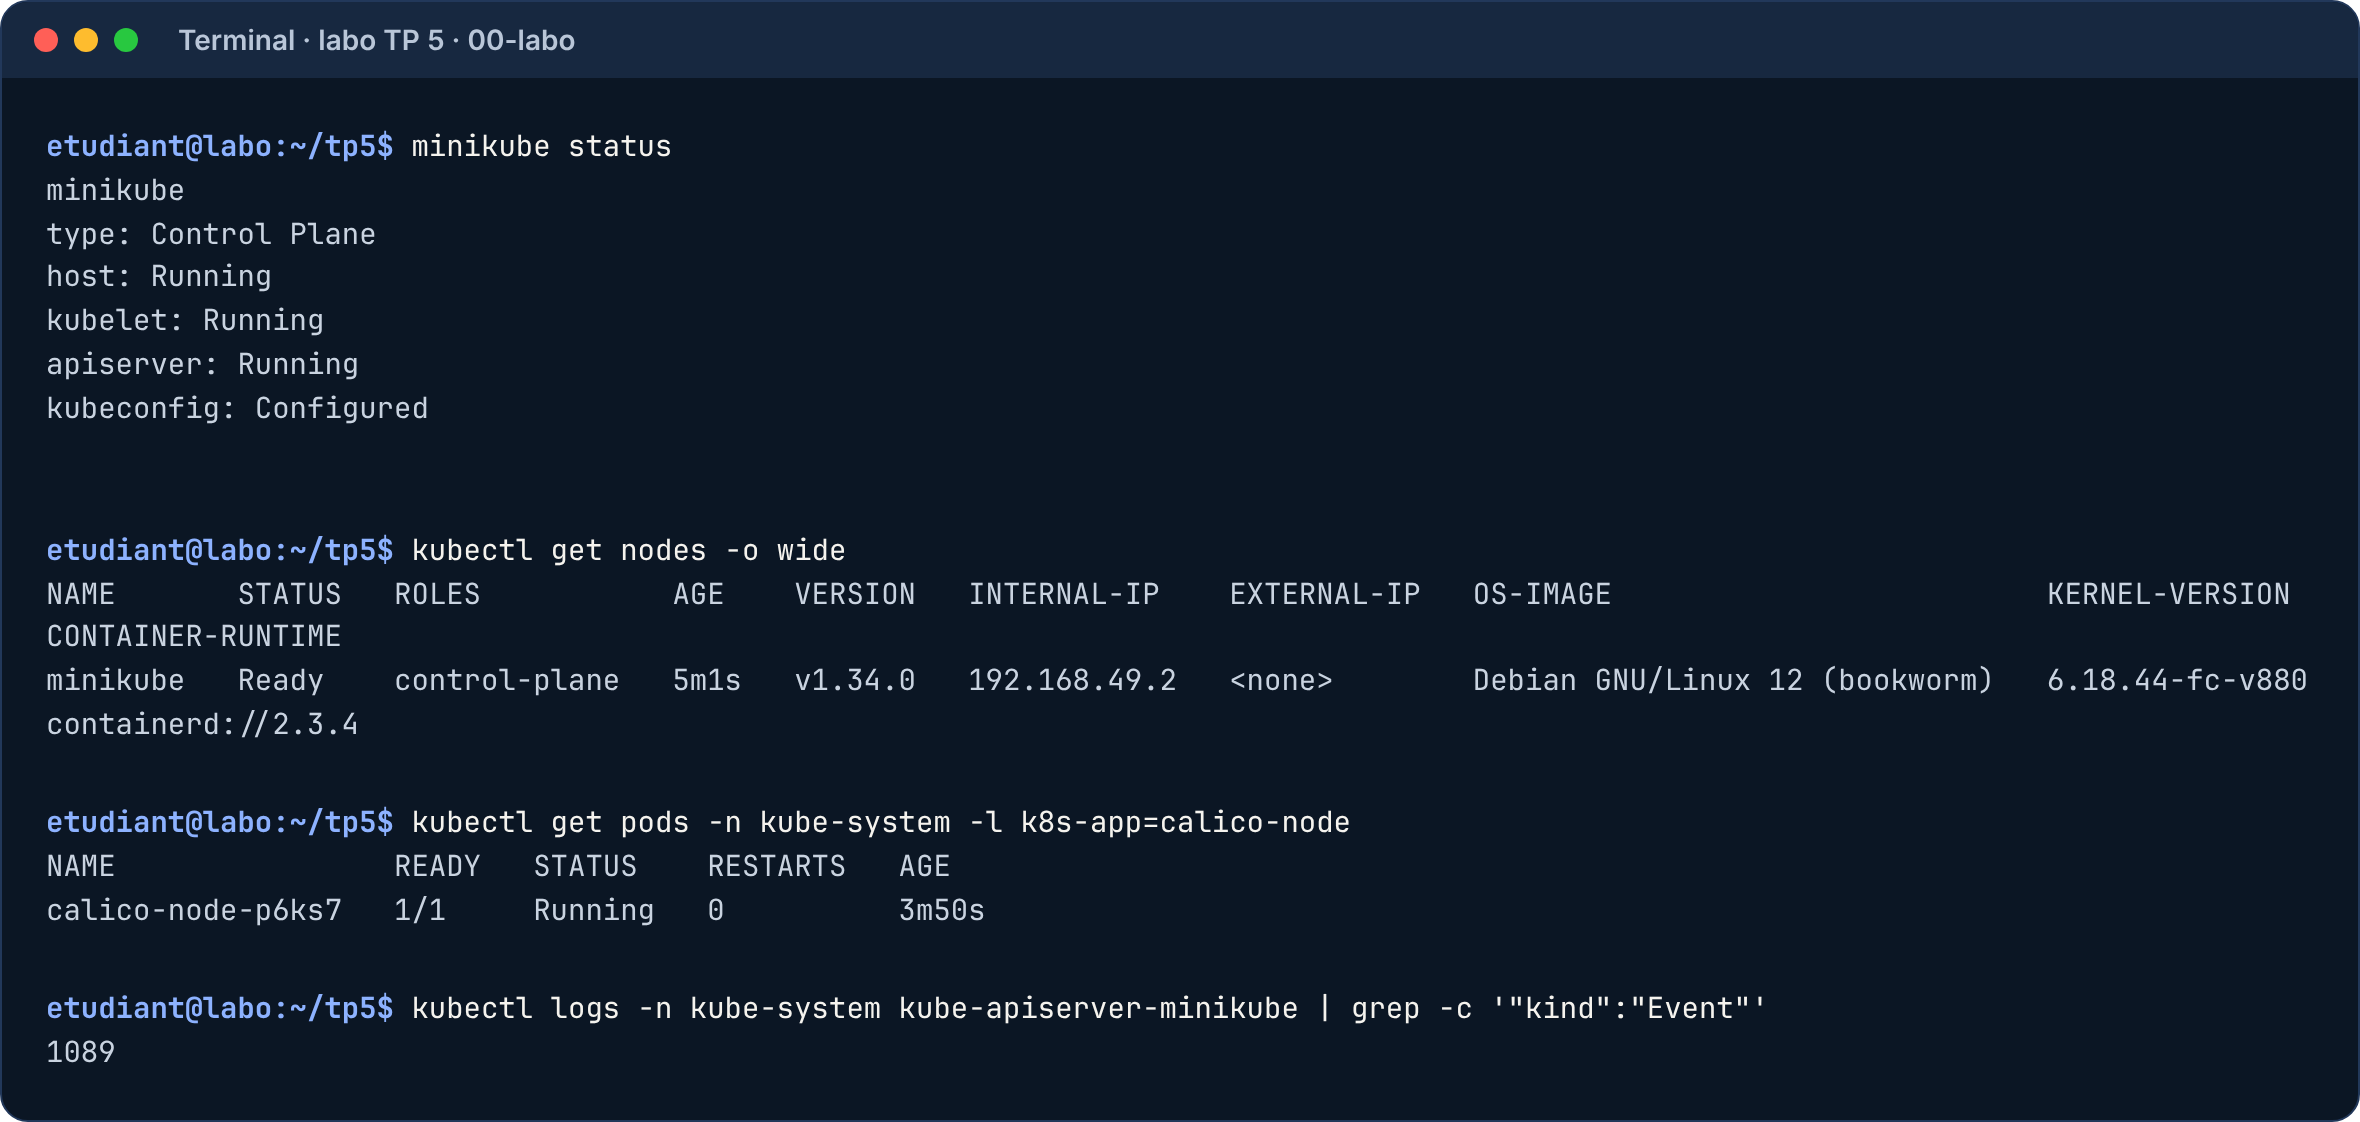 Terminal · labo TP 5 · 00-labo
etudiant@labo:~/tp5$ minikube status
minikube
type: Control Plane
host: Running
kubelet: Running
apiserver: Running
kubeconfig: Configured
etudiant@labo:~/tp5$ kubectl get nodes -o wide
NAME       STATUS   ROLES           AGE    VERSION   INTERNAL-IP    EXTERNAL-IP   OS-IMAGE                         KERNEL-VERSION
CONTAINER-RUNTIME
minikube   Ready    control-plane   5m1s   v1.34.0   192.168.49.2   <none>        Debian GNU/Linux 12 (bookworm)   6.18.44-fc-v880
containerd://2.3.4
etudiant@labo:~/tp5$ kubectl get pods -n kube-system -l k8s-app=calico-node
NAME                READY   STATUS    RESTARTS   AGE
calico-node-p6ks7   1/1     Running   0          3m50s
etudiant@labo:~/tp5$ kubectl logs -n kube-system kube-apiserver-minikube | grep -c '"kind":"Event"'
1089